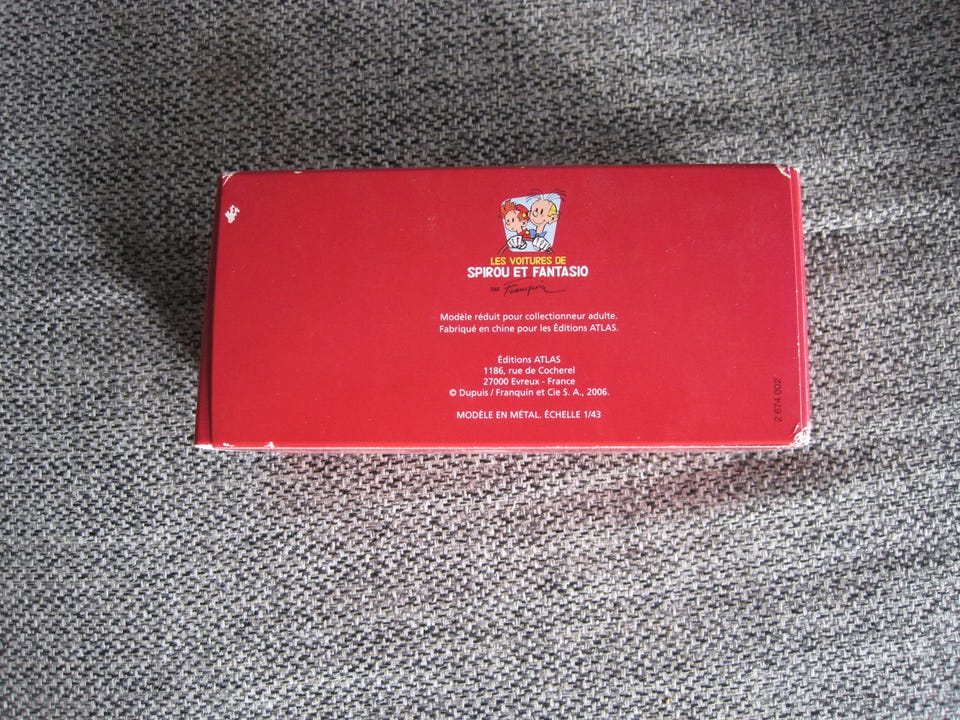 LES VOITURES DE
SPIROU ET FANTASIO
PAR Franquin
Modèle réduit pour collectionneur adulte.
Fabriqué en chine pour les Éditions ATLAS.
Éditions ATLAS
1186, rue de Cocherel
27000 Evreux - France
© Dupuis / Franquin et Cie S. A., 2006.
MODÈLE EN MÉTAL. ÉCHELLE 1/43
2 674 002